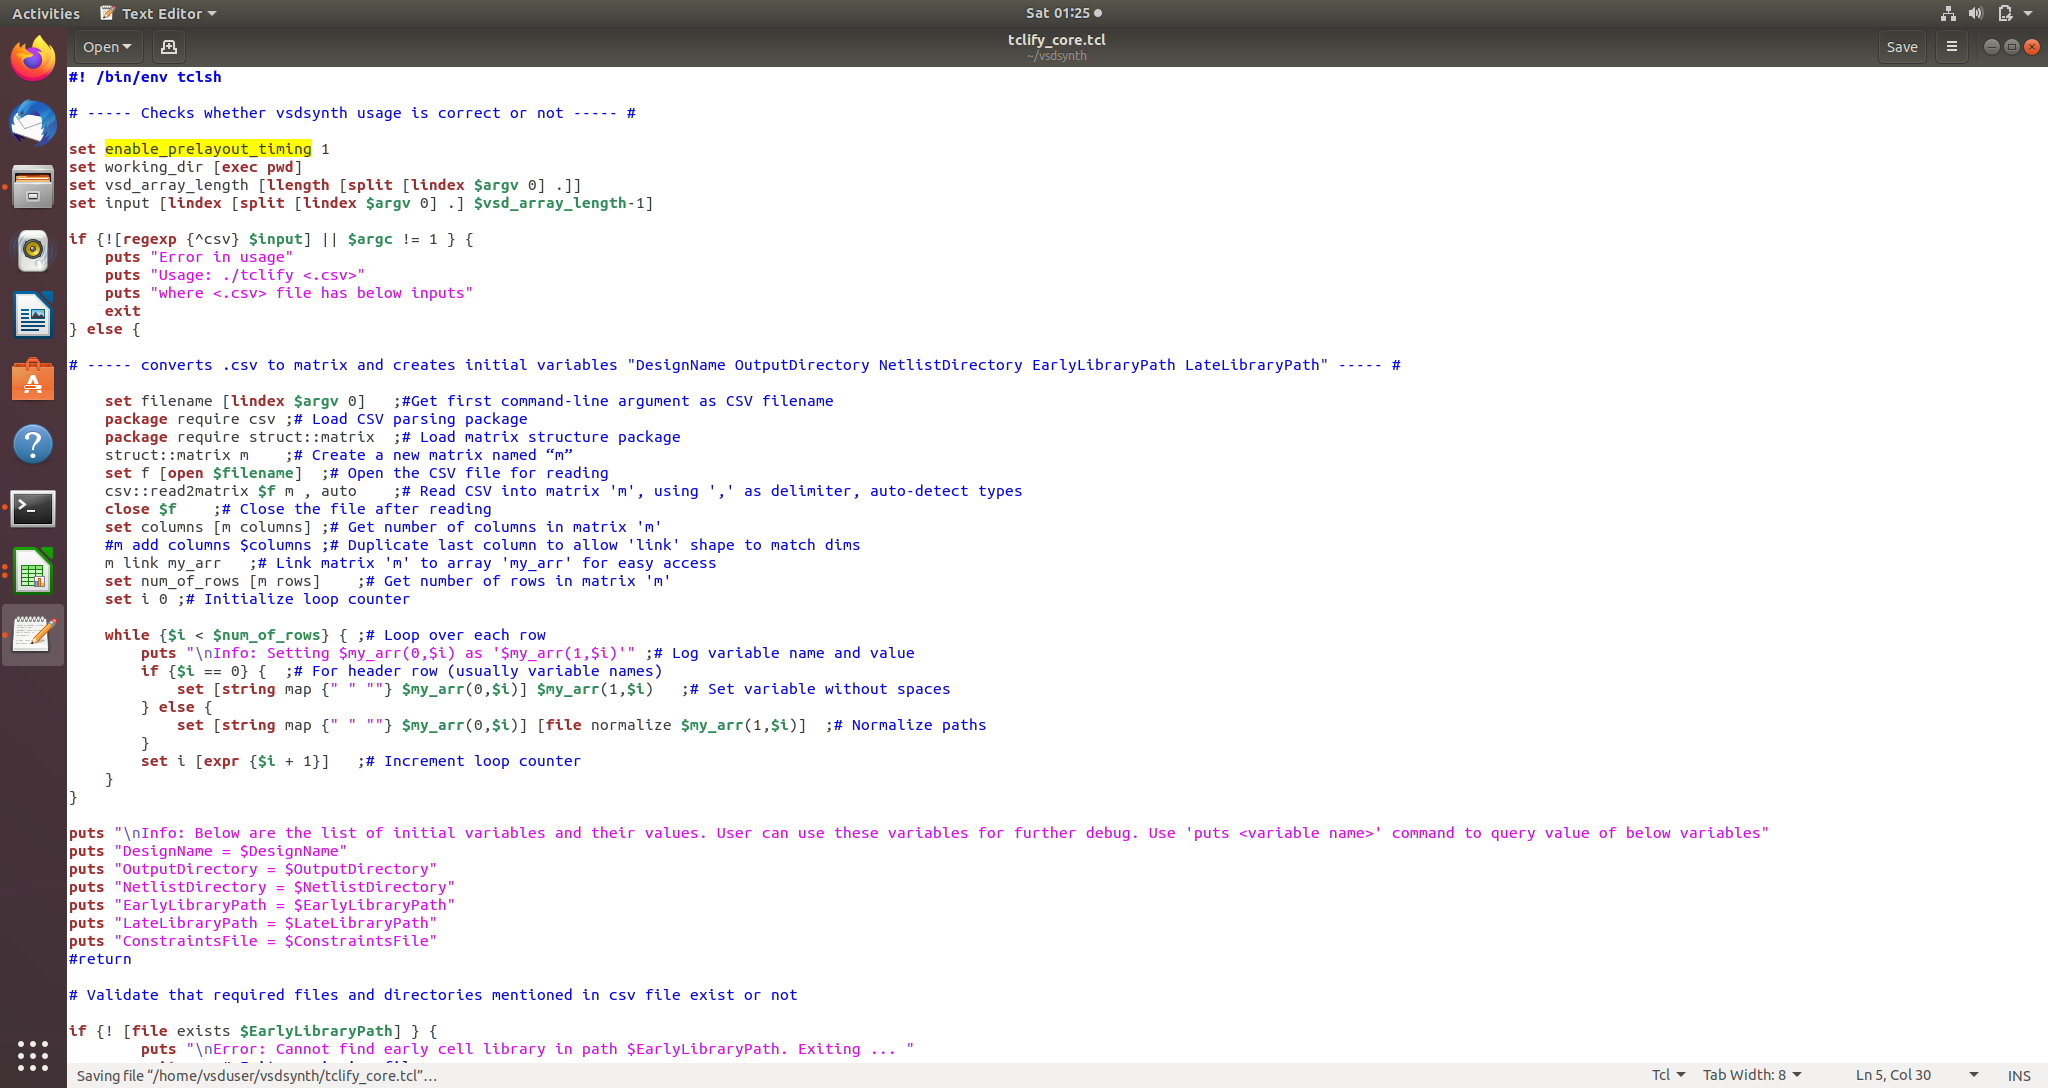 Activities Text Editor Sat 01:25
Open tclify_core.tcl Save
~/vsdsynth
#! /bin/env tclsh
# ----- Checks whether vsdsynth usage is correct or not ----- #
set enable_prelayout_timing 1
set working_dir [exec pwd]
set vsd_array_length [llength [split [lindex $argv 0] .]]
set input [lindex [split [lindex $argv 0] .] $vsd_array_length-1]
if {![regexp {^csv} $input] || $argc != 1 } {
    puts "Error in usage"
    puts "Usage: ./tclify <.csv>"
    puts "where <.csv> file has below inputs"
    exit
} else {
# ----- converts .csv to matrix and creates initial variables "DesignName OutputDirectory NetlistDirectory EarlyLibraryPath LateLibraryPath" ----- #
    set filename [lindex $argv 0]   ;#Get first command-line argument as CSV filename
    package require csv ;# Load CSV parsing package
    package require struct::matrix  ;# Load matrix structure package
    struct::matrix m    ;# Create a new matrix named “m”
    set f [open $filename]  ;# Open the CSV file for reading
    csv::read2matrix $f m , auto    ;# Read CSV into matrix 'm', using ',' as delimiter, auto-detect types
    close $f    ;# Close the file after reading
    set columns [m columns] ;# Get number of columns in matrix 'm'
    #m add columns $columns ;# Duplicate last column to allow 'link' shape to match dims
    m link my_arr   ;# Link matrix 'm' to array 'my_arr' for easy access
    set num_of_rows [m rows]    ;# Get number of rows in matrix 'm'
    set i 0 ;# Initialize loop counter
    while {$i < $num_of_rows} { ;# Loop over each row
        puts "\nInfo: Setting $my_arr(0,$i) as '$my_arr(1,$i)'" ;# Log variable name and value
        if {$i == 0} {  ;# For header row (usually variable names)
            set [string map {" " ""} $my_arr(0,$i)] $my_arr(1,$i)   ;# Set variable without spaces
        } else {
            set [string map {" " ""} $my_arr(0,$i)] [file normalize $my_arr(1,$i)]  ;# Normalize paths
        }
        set i [expr {$i + 1}]   ;# Increment loop counter
    }
}
puts "\nInfo: Below are the list of initial variables and their values. User can use these variables for further debug. Use 'puts <variable name>' command to query value of below variables"
puts "DesignName = $DesignName"
puts "OutputDirectory = $OutputDirectory"
puts "NetlistDirectory = $NetlistDirectory"
puts "EarlyLibraryPath = $EarlyLibraryPath"
puts "LateLibraryPath = $LateLibraryPath"
puts "ConstraintsFile = $ConstraintsFile"
#return
# Validate that required files and directories mentioned in csv file exist or not
if {! [file exists $EarlyLibraryPath] } {
        puts "\nError: Cannot find early cell library in path $EarlyLibraryPath. Exiting ... "
Saving file “/home/vsduser/vsdsynth/tclify_core.tcl”… Tcl Tab Width: 8 Ln 5, Col 30 INS